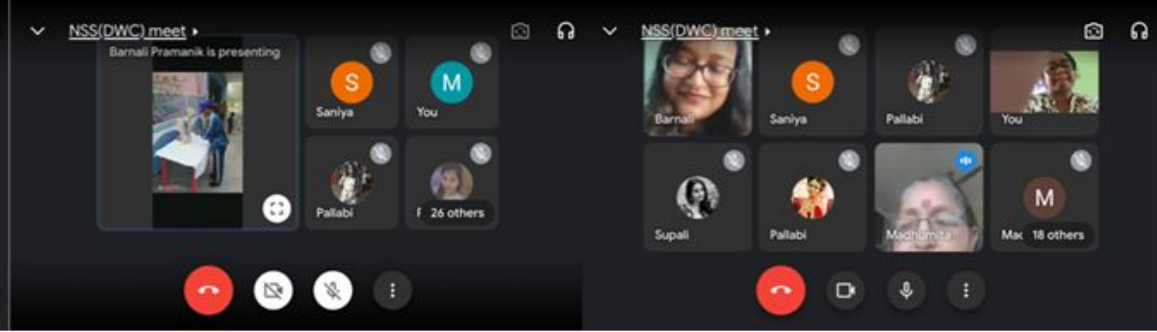 NSS(DWC) meet
Barnali Pramanik is presenting
S
Saniya
M
You
Pallabi
26 others
NSS(DWC) meet
Barnali
S
Saniya
Pallabi
You
Supali
Pallabi
Madhumita
M
Mac 18 others